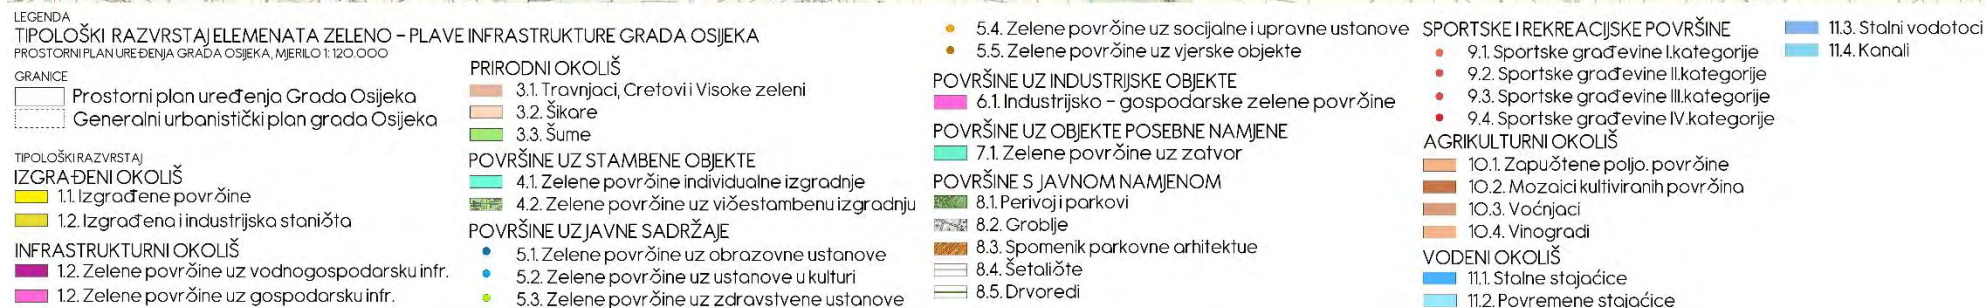 LEGENDA
TIPOLOŠKI RAZVRSTAJ ELEMENATA ZELENO – PLAVE INFRASTRUKTURE GRADA OSIJEKA
PROSTORNI PLAN UREĐENJA GRADA OSIJEKA, MJERILO 1:120.000
GRANICE
Prostorni plan uređenja Grada Osijeka
Generalni urbanistički plan grada Osijeka
TIPOLOŠKI RAZVRSTAJ
IZGRAĐENI OKOLIŠ
1.1. Izgrađene površine
1.2. Izgrađena i industrijska staništa
INFRASTRUKTURNI OKOLIŠ
1.2. Zelene površine uz vodnogospodarsku infr.
1.2. Zelene površine uz gospodarsku infr.
PRIRODNI OKOLIŠ
3.1. Travnjaci, Cretovi i Visoke zeleni
3.2. Šikare
3.3. Šume
POVRŠINE UZ STAMBENE OBJEKTE
4.1. Zelene površine individualne izgradnje
4.2. Zelene površine uz višestambenu izgradnju
POVRŠINE UZ JAVNE SADRŽAJE
5.1. Zelene površine uz obrazovne ustanove
5.2. Zelene površine uz ustanove u kulturi
5.3. Zelene površine uz zdravstvene ustanove
5.4. Zelene površine uz socijalne i upravne ustanove
5.5. Zelene površine uz vjerske objekte
POVRŠINE UZ INDUSTRIJSKE OBJEKTE
6.1. Industrijsko – gospodarske zelene površine
POVRŠINE UZ OBJEKTE POSEBNE NAMJENE
7.1. Zelene površine uz zatvor
POVRŠINE S JAVNOM NAMJENOM
8.1. Perivoj i parkovi
8.2. Groblje
8.3. Spomenik parkovne arhitektue
8.4. Šetalište
8.5. Drvoredi
SPORTSKE I REKREACIJSKE POVRŠINE
9.1. Sportske građevine I.kategorije
9.2. Sportske građevine II.kategorije
9.3. Sportske građevine III.kategorije
9.4. Sportske građevine IV.kategorije
AGRIKULTURNI OKOLIŠ
10.1. Zapuštene poljo. površine
10.2. Mozaici kultiviranih površina
10.3. Voćnjaci
10.4. Vinogradi
VODENI OKOLIŠ
11.1. Stalne stajaćice
11.2. Povremene stajaćice
11.3. Stalni vodotoci
11.4. Kanali